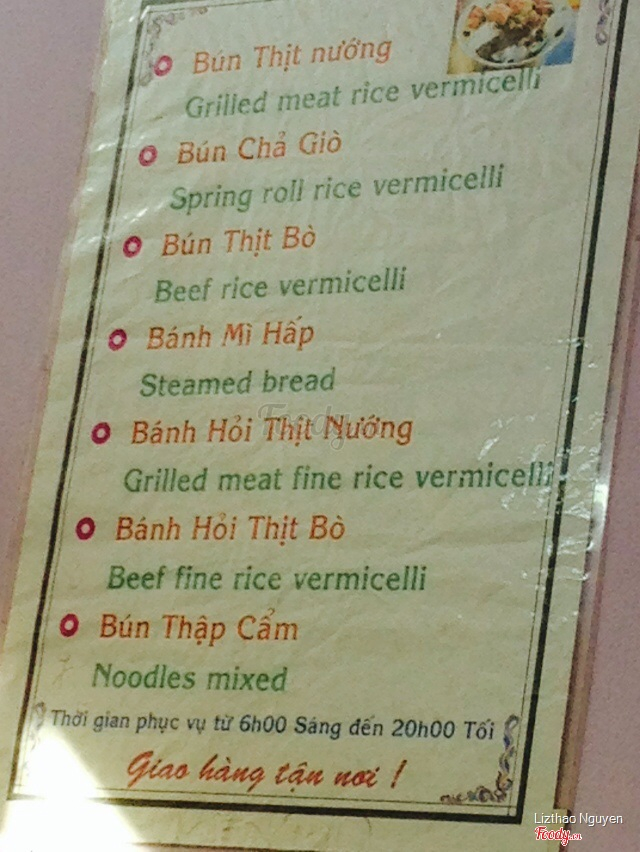 Bún Thịt nướng
Grilled meat rice vermicelli
Bún Chả Giò
Spring roll rice vermicelli
Bún Thịt Bò
Beef rice vermicelli
Bánh Mì Hấp
Steamed bread
Foody
Bánh Hỏi Thịt Nướng
Grilled meat fine rice vermicelli
Bánh Hỏi Thịt Bò
Beef fine rice vermicelli
Bún Thập Cẩm
Noodles mixed
Thời gian phục vụ từ 6h00 Sáng đến 20h00 Tối
Giao hàng tận nơi !
Lizthao Nguyen
Foody.vn